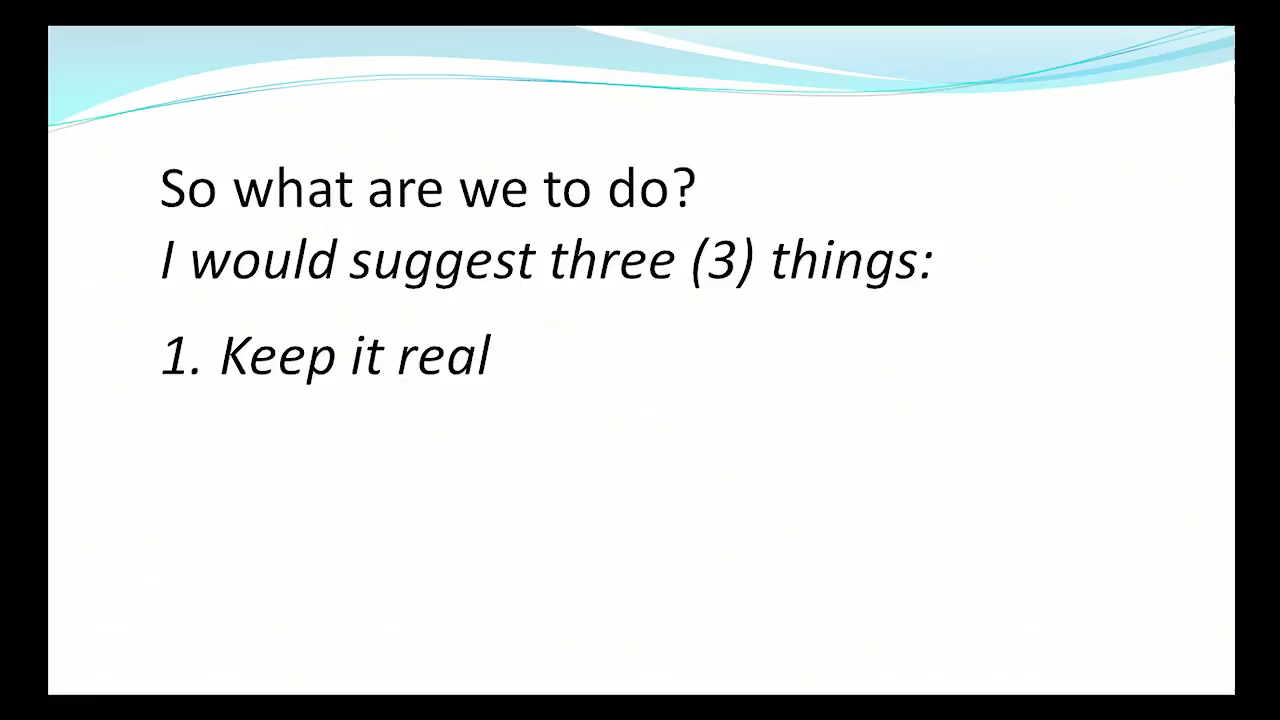 So what are we to do?
I would suggest three (3) things:
1. Keep it real